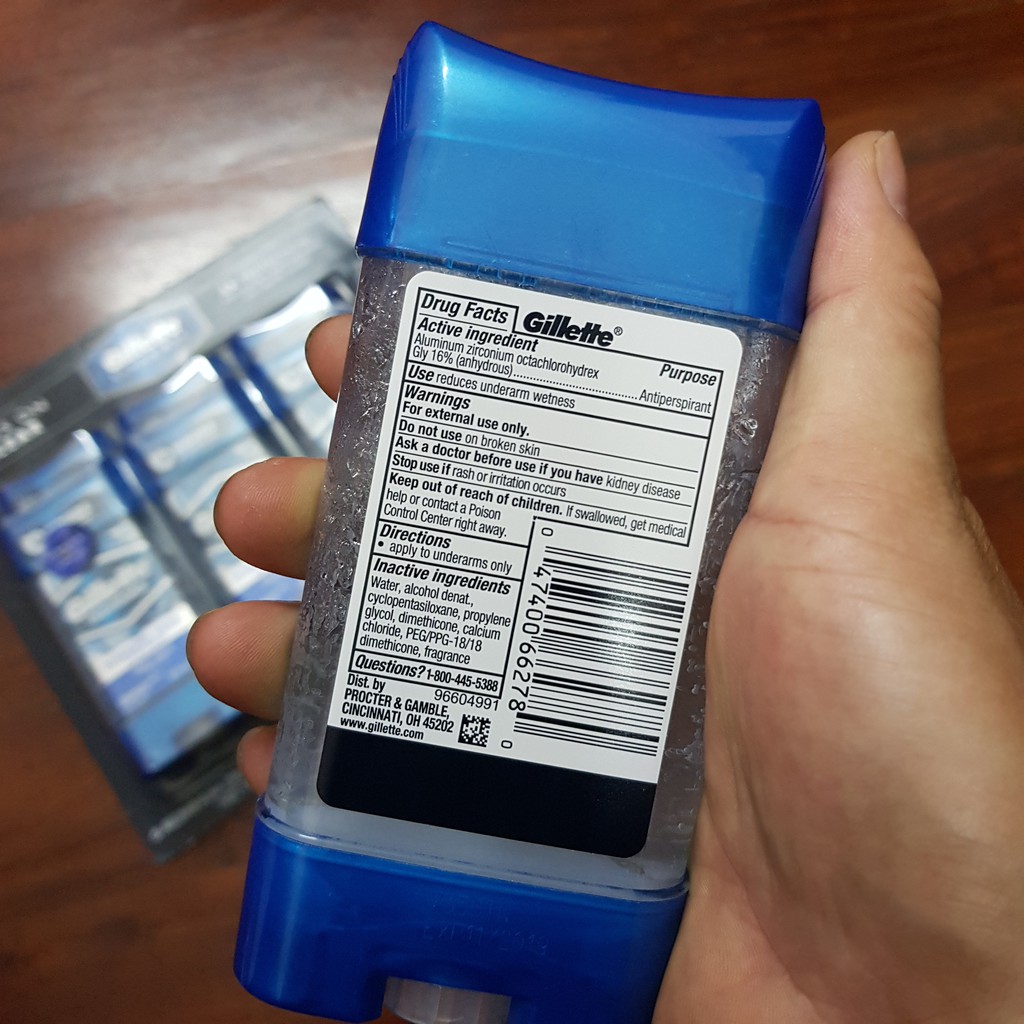 Drug Facts
Gillette®
Active ingredient
Purpose
Aluminum zirconium octachlorohydrex
Gly 16% (anhydrous)........................ Antiperspirant
Use reduces underarm wetness
Warnings
For external use only.
Do not use on broken skin
Ask a doctor before use if you have kidney disease
Stop use if rash or irritation occurs
Keep out of reach of children. If swallowed, get medical
help or contact a Poison
Control Center right away.
Directions
• apply to underarms only
Inactive ingredients
Water, alcohol denat.,
cyclopentasiloxane, propylene
glycol, dimethicone, calcium
chloride, PEG/PPG-18/18
dimethicone, fragrance
Questions? 1-800-445-5388
96604991
Dist. by
PROCTER & GAMBLE,
CINCINNATI, OH 45202
www.gillette.com
0 47400 66278 0